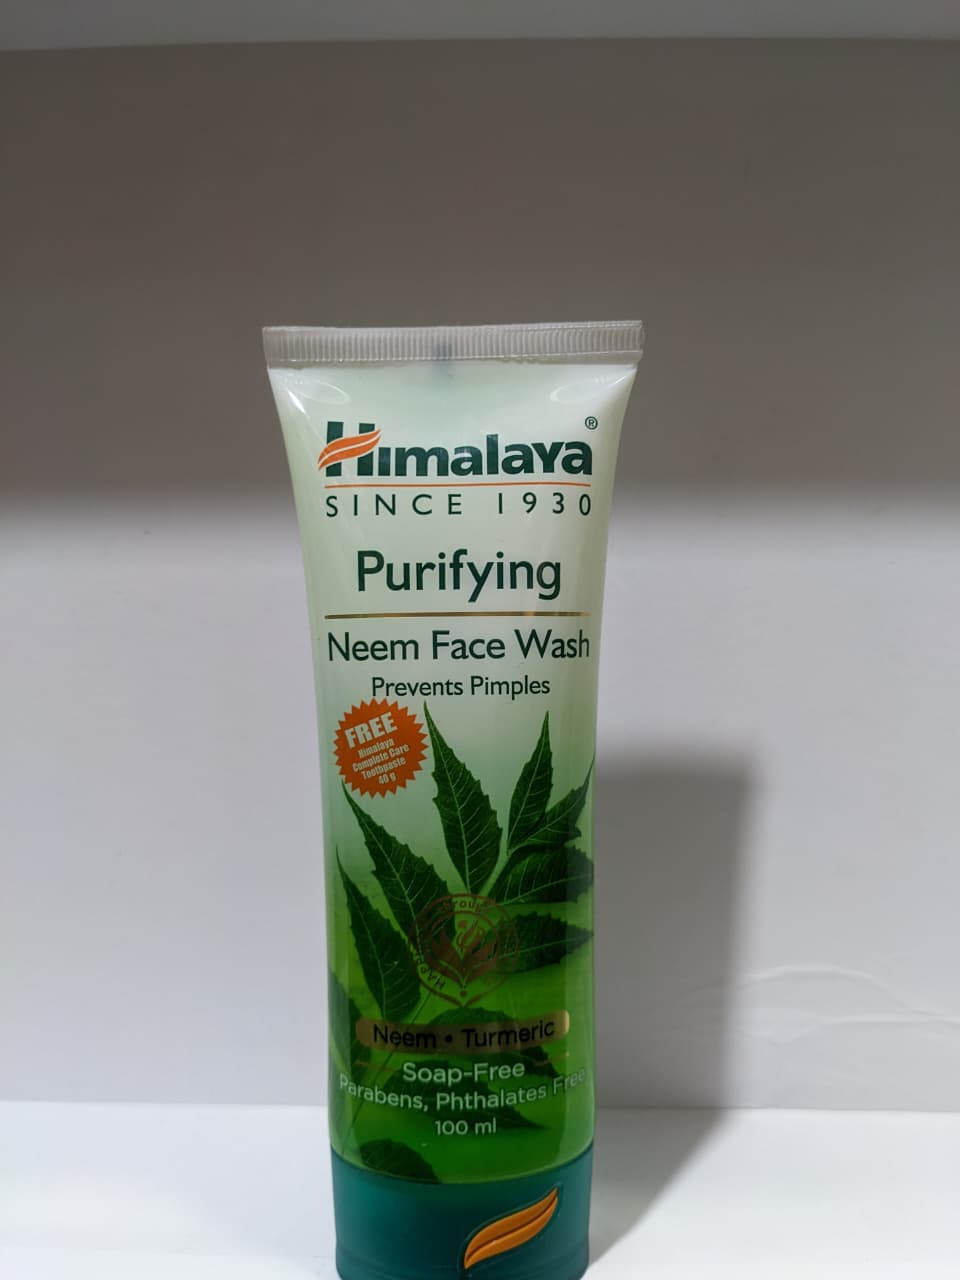 Himalaya®
SINCE 1930
Purifying
Neem Face Wash
Prevents Pimples
FREE
Himalaya
Complete Care
Toothpaste
40 g
Neem • Turmeric
Soap-Free
Parabens, Phthalates Free
100 ml